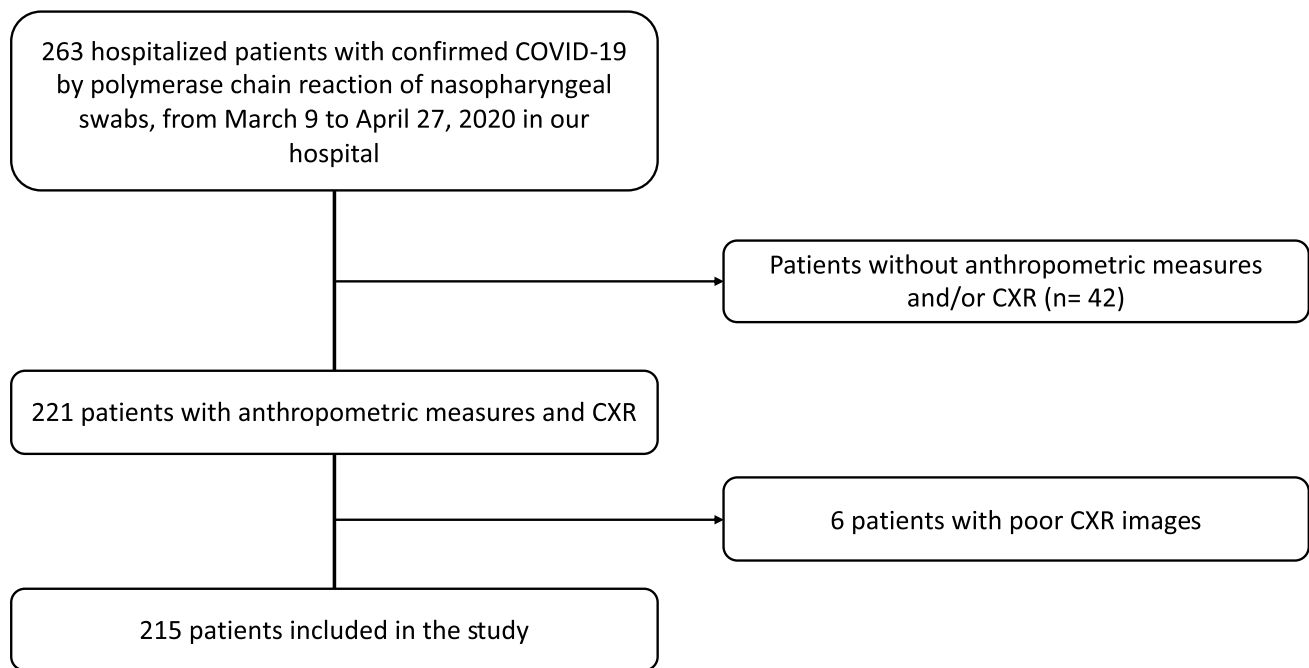 263 hospitalized patients with confirmed COVID-19
by polymerase chain reaction of nasopharyngeal
swabs, from March 9 to April 27, 2020 in our
hospital
Patients without anthropometric measures
and/or CXR (n= 42)
221 patients with anthropometric measures and CXR
6 patients with poor CXR images
215 patients included in the study